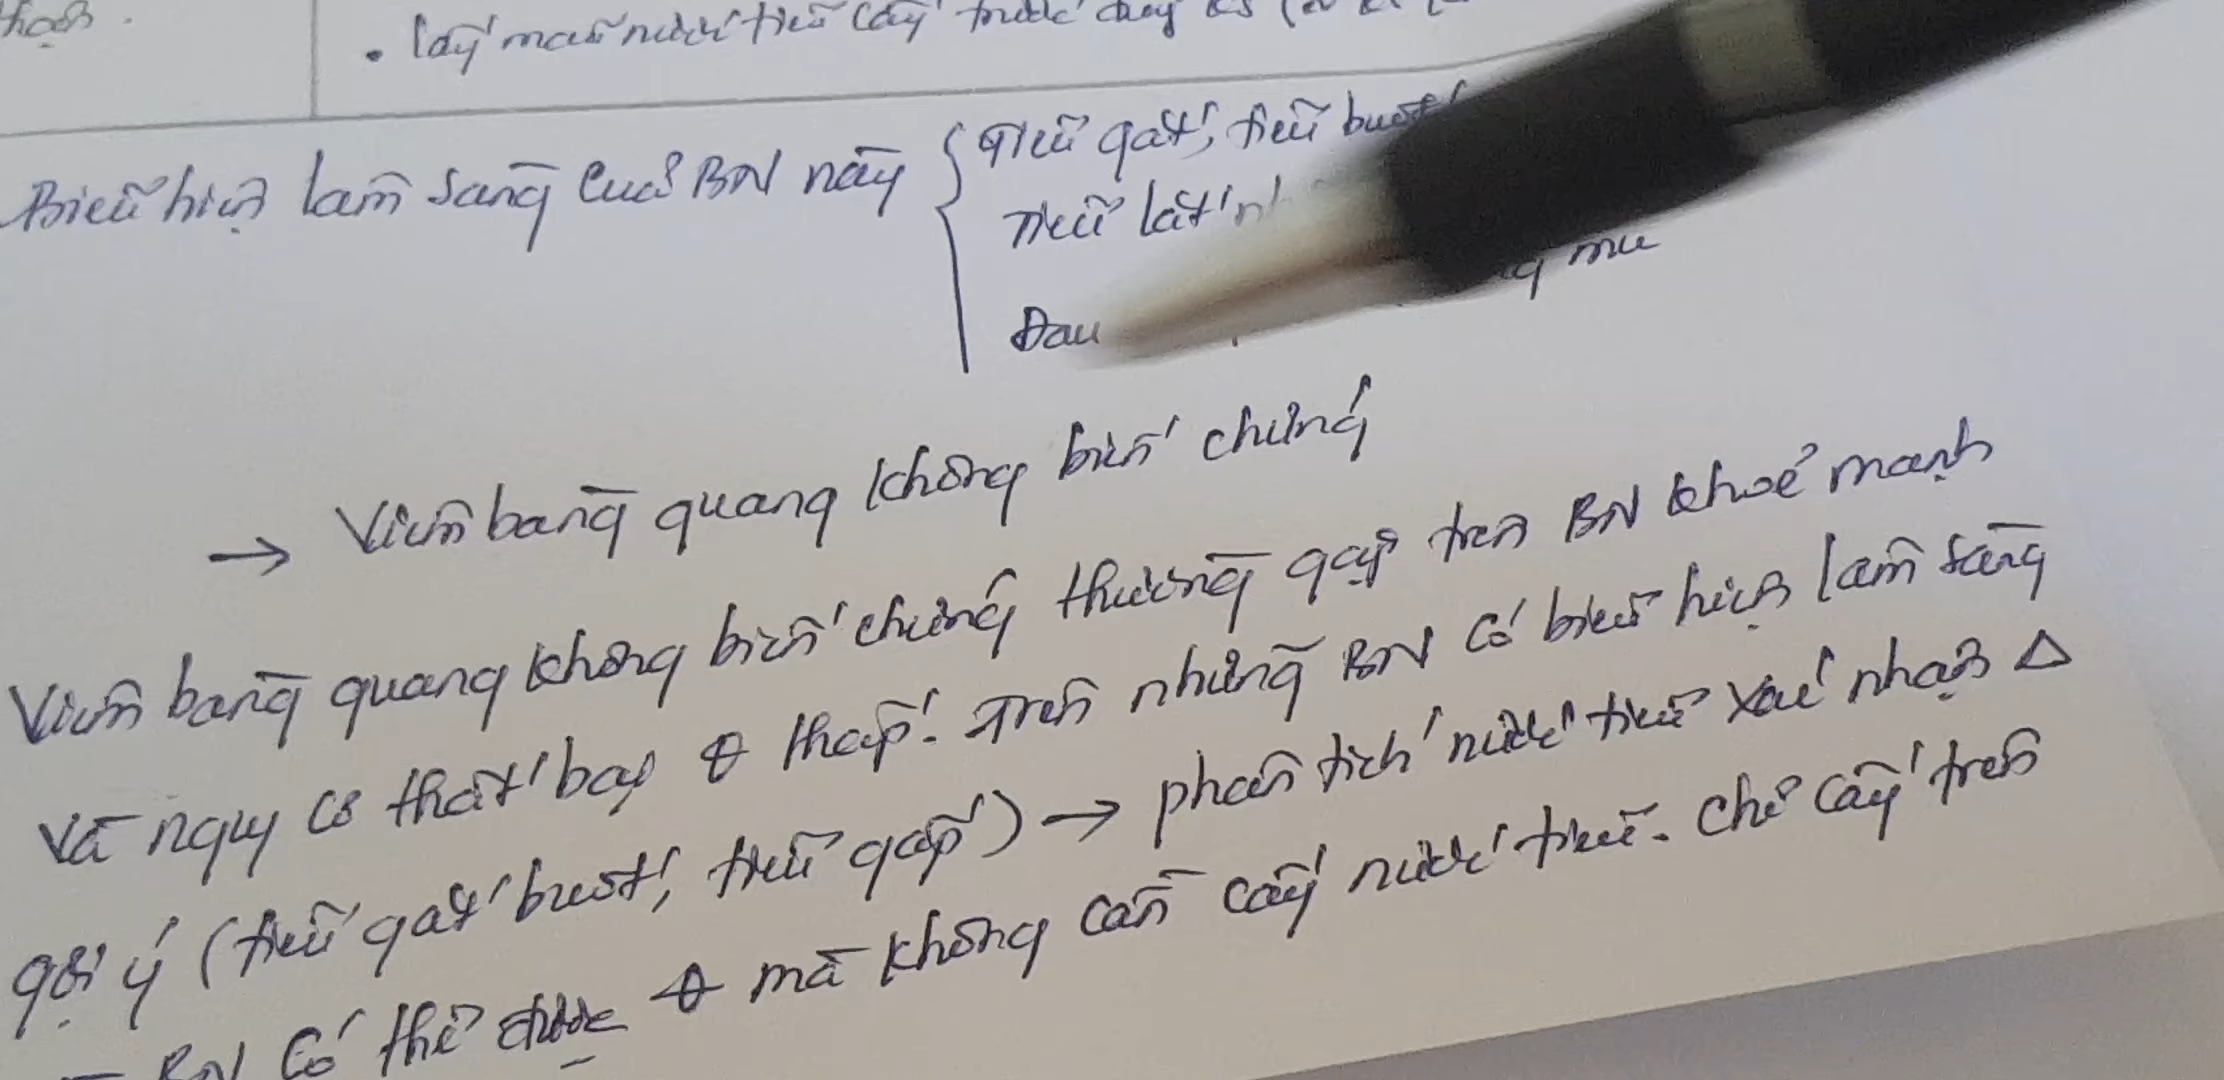 thận.
• lấy mẫu nước tiểu cấy trước dùng KS
Biểu hiện lâm sàng của BN này { Tiểu gắt, tiểu buốt
Tiểu lắt nh
Đau mu
→ Viêm bàng quang không biến chứng
Viêm bàng quang không biến chứng thường gặp trên BN khoẻ mạnh
và nguy cơ thất bại θ thấp. Trên những BN có biểu hiện lâm sàng
gợi ý (tiểu gắt buốt, tiểu gấp) → phân tích nước tiểu xác nhận Δ
→ BN có thể được θ mà không cần cấy nước tiểu. Chỉ cấy trên